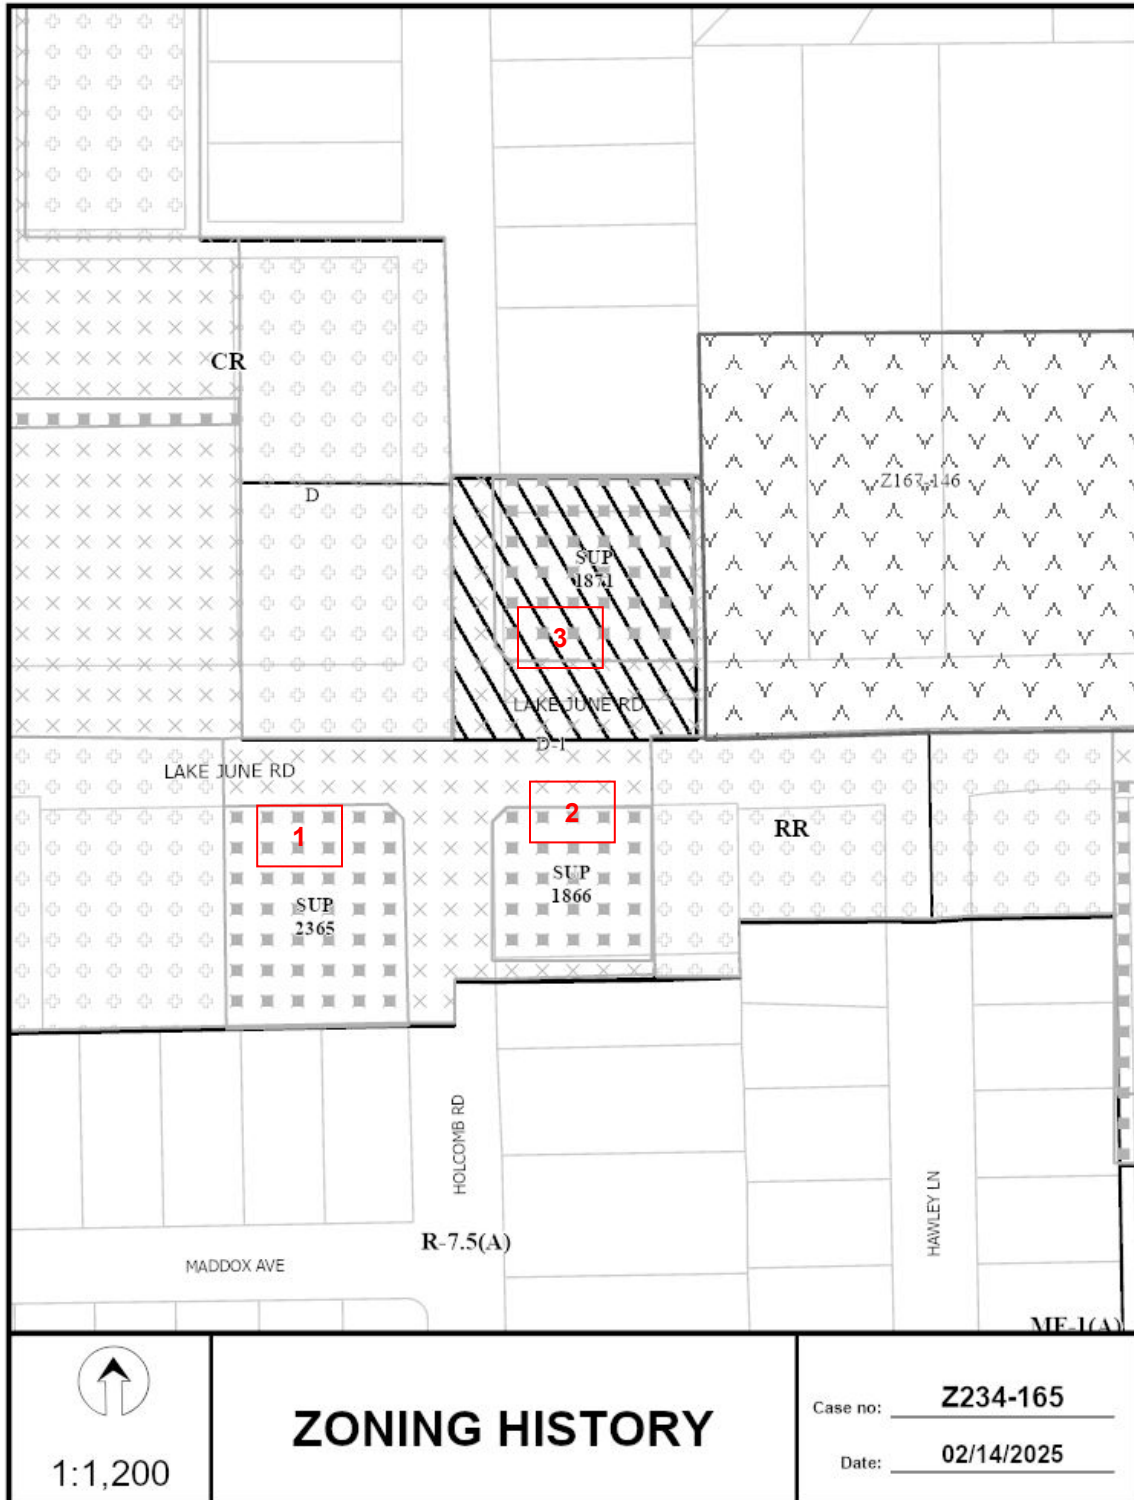 CR
D
Z167-146
SUP
1871
3
LAKE JUNE RD
D-1
LAKE JUNE RD
1
2
RR
SUP
1866
SUP
2365
HOLCOMB RD
HAWLEY LN
R-7.5(A)
MADDOX AVE
MF-1(A)
1:1,200
ZONING HISTORY
Case no: Z234-165
Date: 02/14/2025